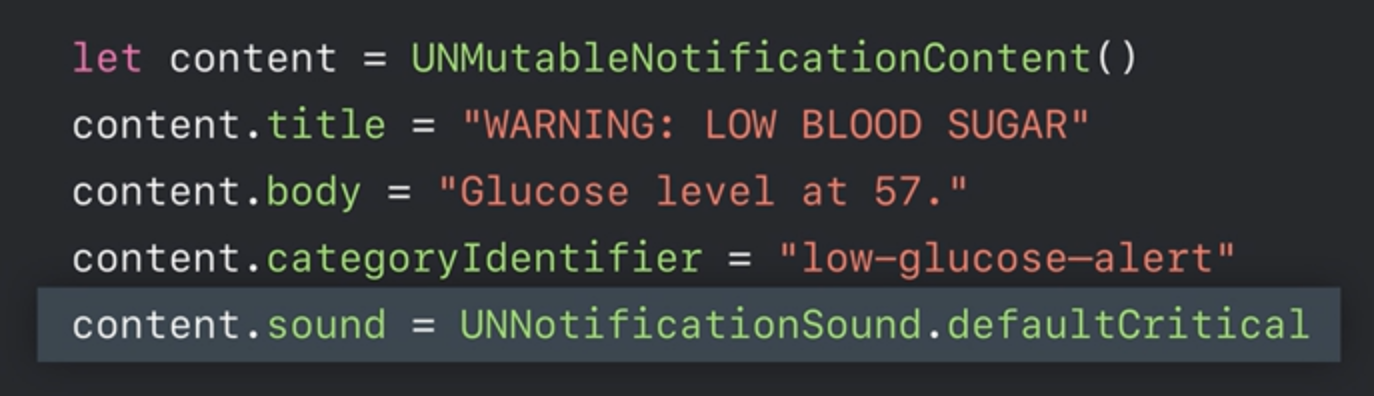 let content = UNMutableNotificationContent()
content.title = "WARNING: LOW BLOOD SUGAR"
content.body = "Glucose level at 57."
content.categoryIdentifier = "low—glucose—alert"
content.sound = UNNotificationSound.defaultCritical